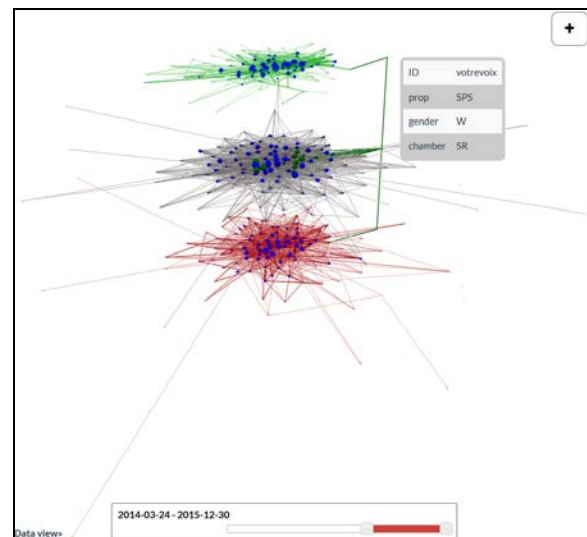 +
ID votrevoix
prop SPS
gender W
chamber SR
2014-03-24 - 2015-12-30
Data view»